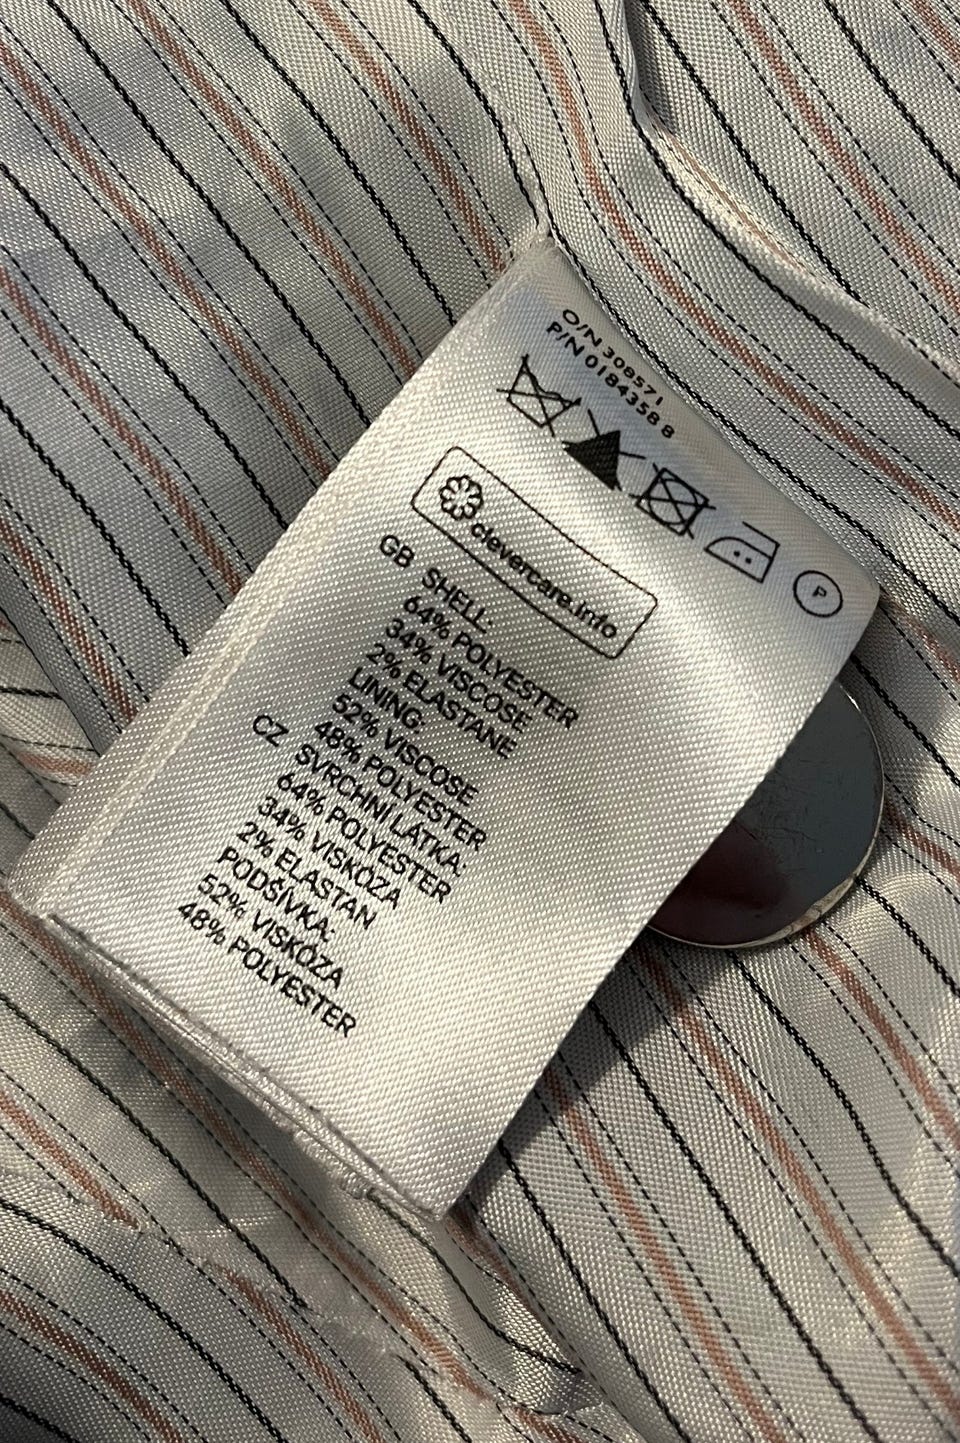 O/N 308571
P/N 0184358 8
P
clevercare.info
GB SHELL:
64% POLYESTER
34% VISCOSE
2% ELASTANE
LINING:
52% VISCOSE
48% POLYESTER
CZ SVRCHNÍ LÁTKA:
64% POLYESTER
34% VISKÓZA
2% ELASTAN
PODŠÍVKA:
52% VISKÓZA
48% POLYESTER